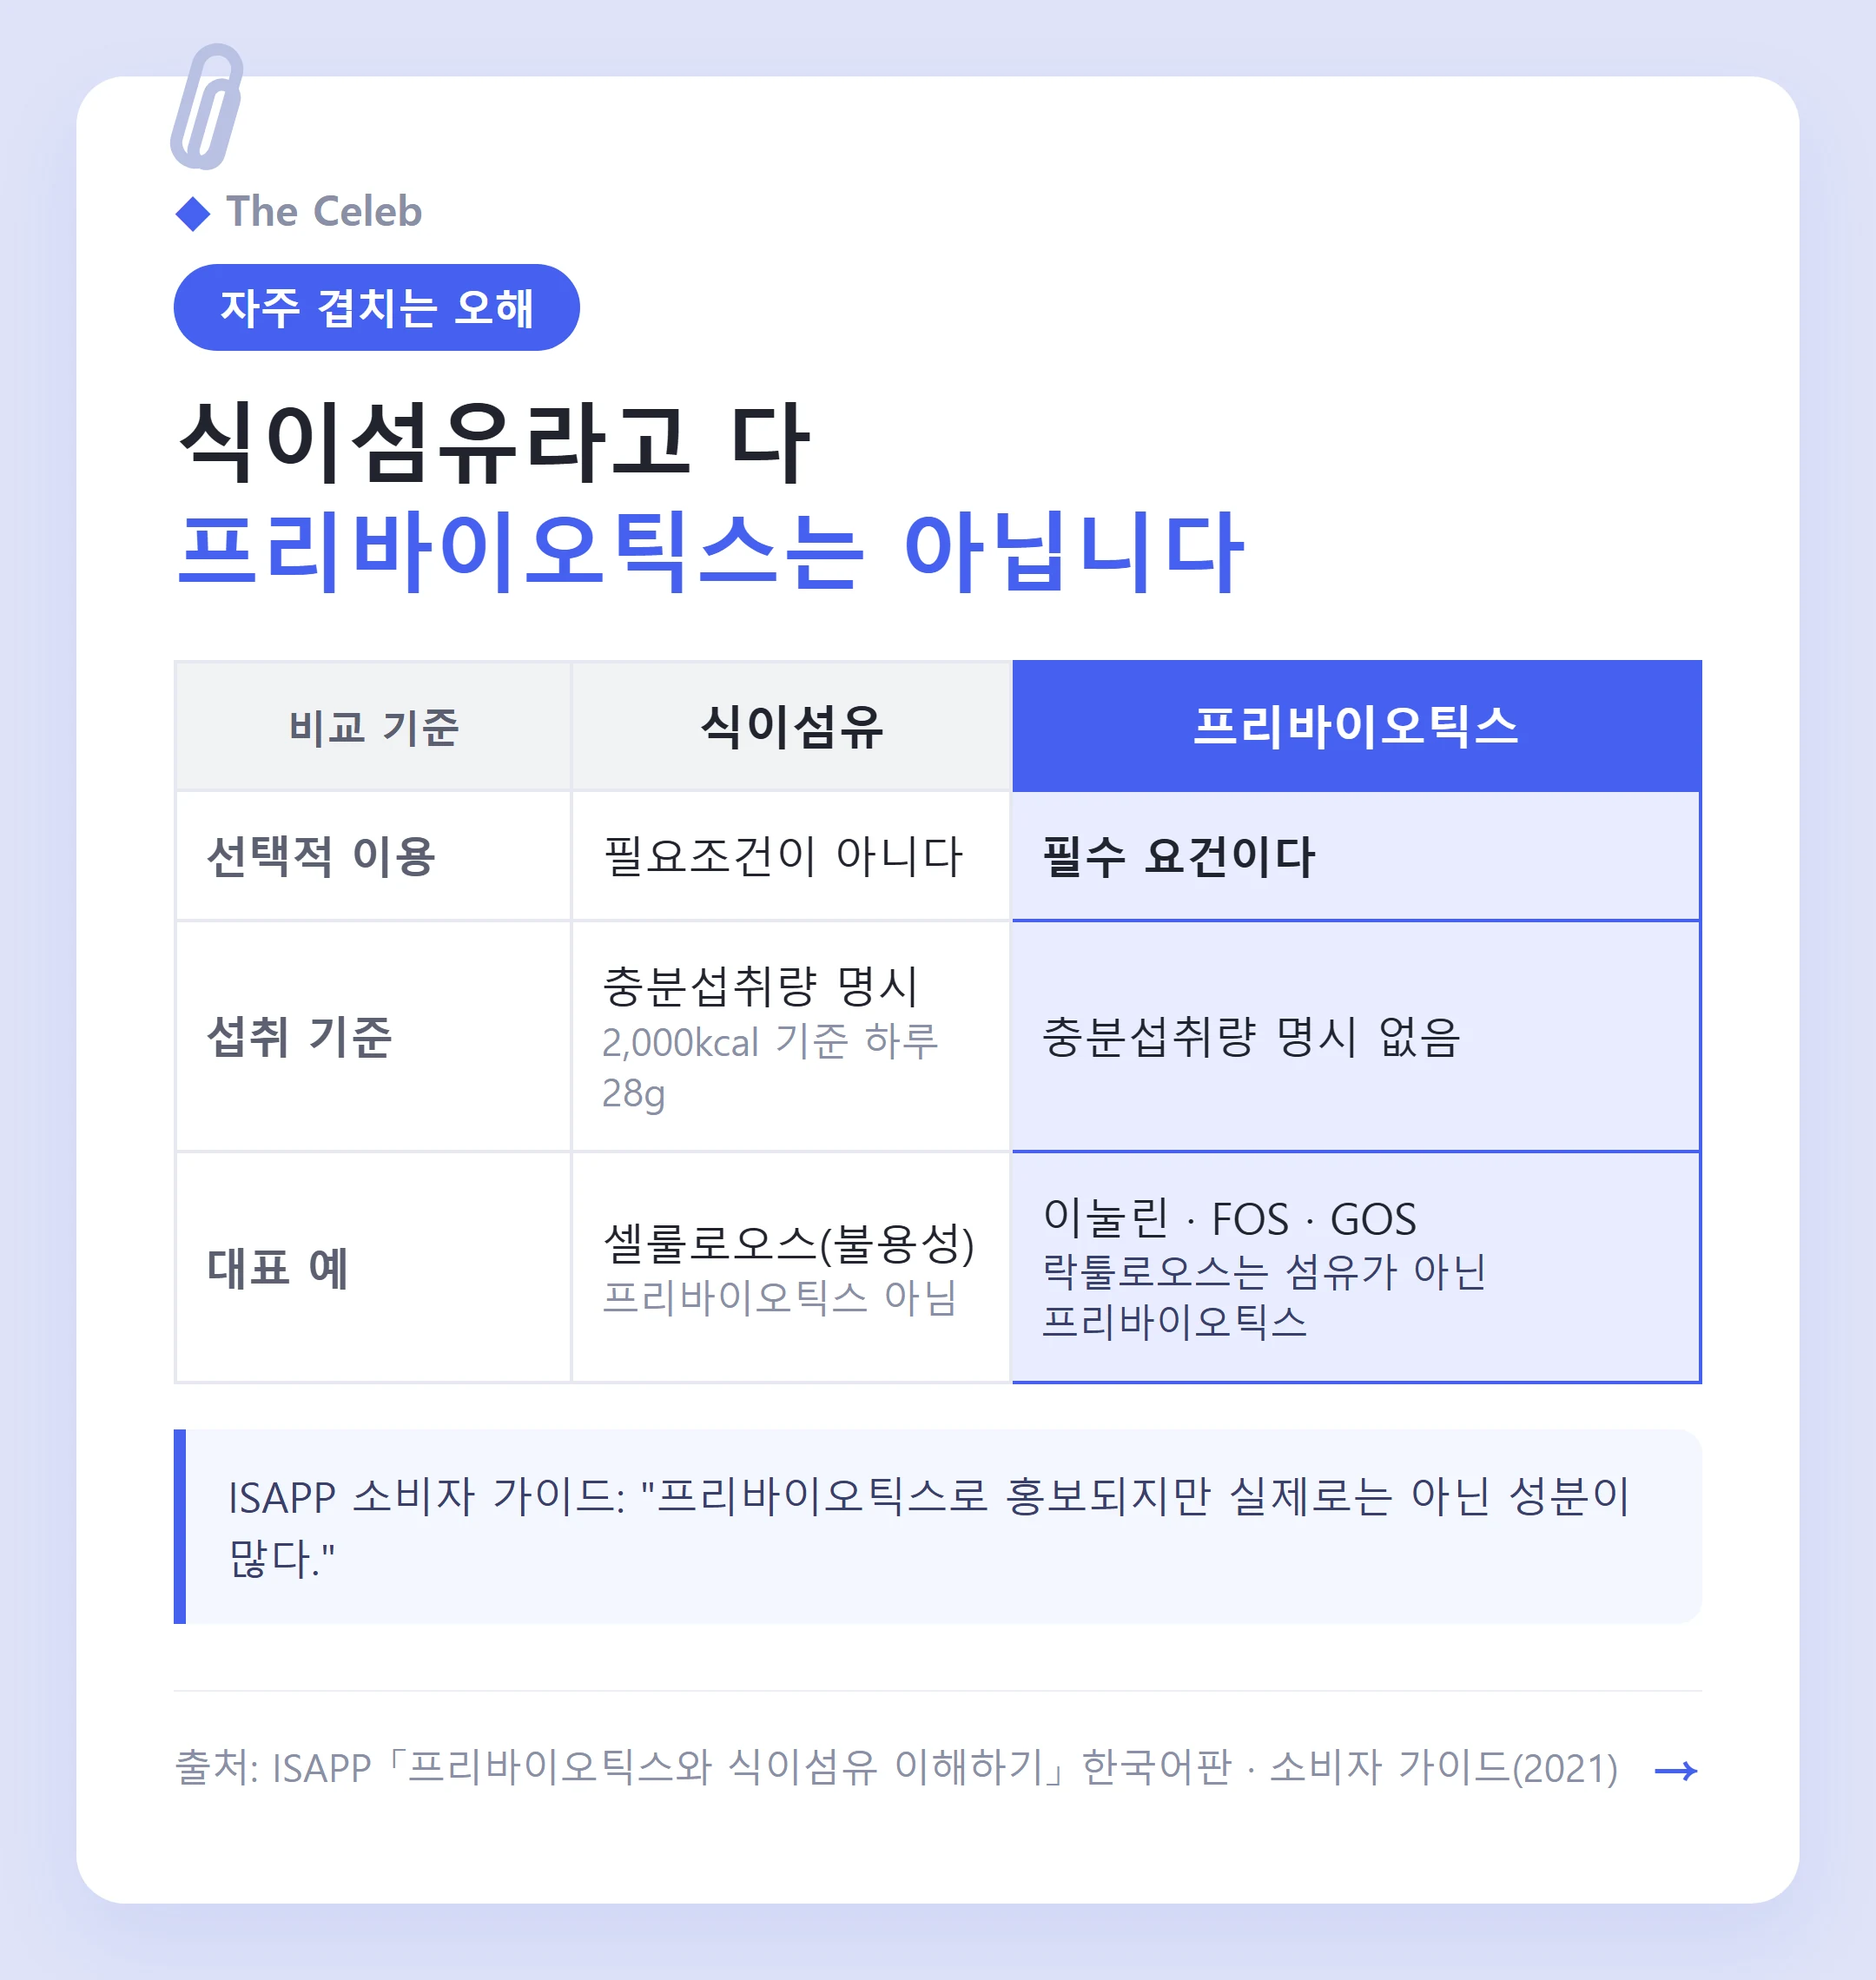 The Celeb
자주 겹치는 오해
식이섬유라고 다
프리바이오틱스는 아닙니다
비교 기준 식이섬유 프리바이오틱스
선택적 이용 필요조건이 아니다 필수 요건이다
섭취 기준
충분섭취량 명시
2,000kcal 기준 하루
28g
충분섭취량 명시 없음
대표 예
셀룰로오스(불용성)
프리바이오틱스 아님
이눌린 · FOS · GOS
락툴로오스는 섬유가 아닌
프리바이오틱스
ISAPP 소비자 가이드: "프리바이오틱스로 홍보되지만 실제로는 아닌 성분이
많다."
출처: ISAPP「프리바이오틱스와 식이섬유 이해하기」한국어판 · 소비자 가이드(2021) →